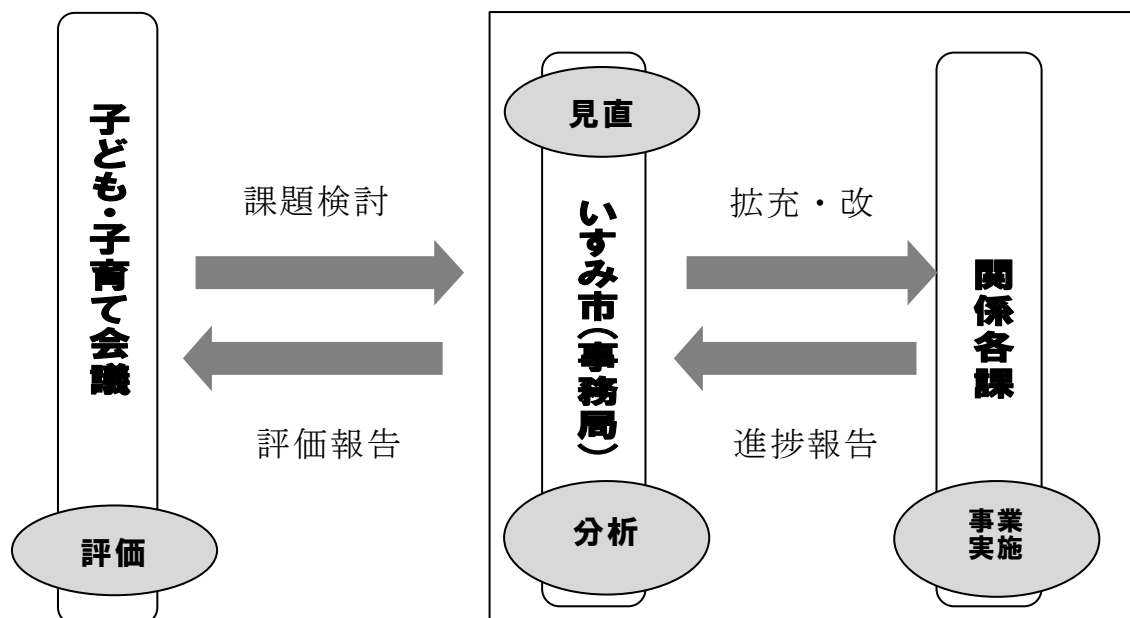 子ども・子育て会議
評価
課題検討
評価報告
見直
いすみ市（事務局）
分析
拡充・改
進捗報告
関係各課
事業
実施